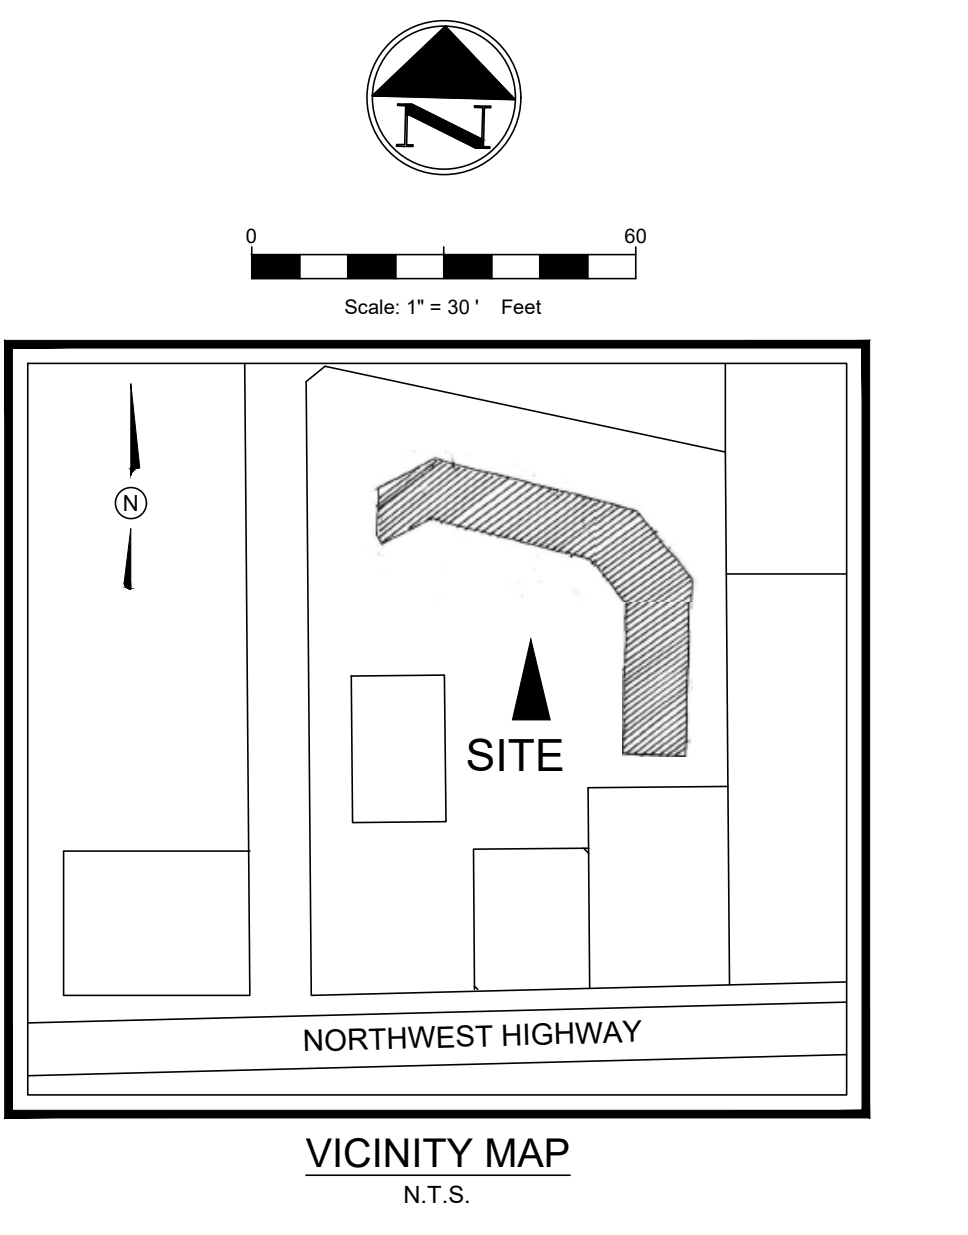 N
0 60
Scale: 1" = 30 ' Feet
N
SITE
NORTHWEST HIGHWAY
VICINITY MAP
N.T.S.